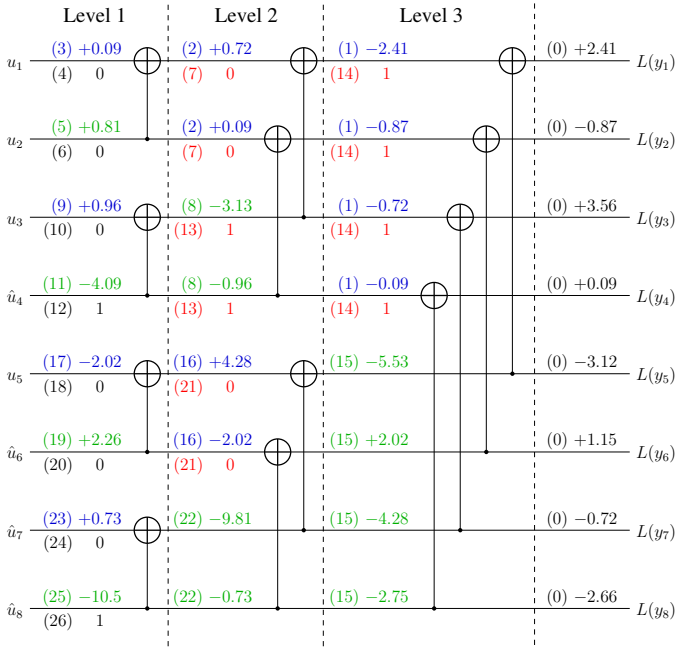 Level 1 Level 2 Level 3
(3) +0.09 (2) +0.72 (1) −2.41 (0) +2.41
u₁ L(y₁)
(4) 0 (7) 0 (14) 1
(5) +0.81 (2) +0.09 (1) −0.87 (0) −0.87
u₂ L(y₂)
(6) 0 (7) 0 (14) 1
(9) +0.96 (8) −3.13 (1) −0.72 (0) +3.56
u₃ L(y₃)
(10) 0 (13) 1 (14) 1
(11) −4.09 (8) −0.96 (1) −0.09 (0) +0.09
û₄ L(y₄)
(12) 1 (13) 1 (14) 1
(17) −2.02 (16) +4.28 (15) −5.53 (0) −3.12
u₅ L(y₅)
(18) 0 (21) 0
(19) +2.26 (16) −2.02 (15) +2.02 (0) +1.15
û₆ L(y₆)
(20) 0 (21) 0
(23) +0.73 (22) −9.81 (15) −4.28 (0) −0.72
û₇ L(y₇)
(24) 0
(25) −10.5 (22) −0.73 (15) −2.75 (0) −2.66
û₈ L(y₈)
(26) 1